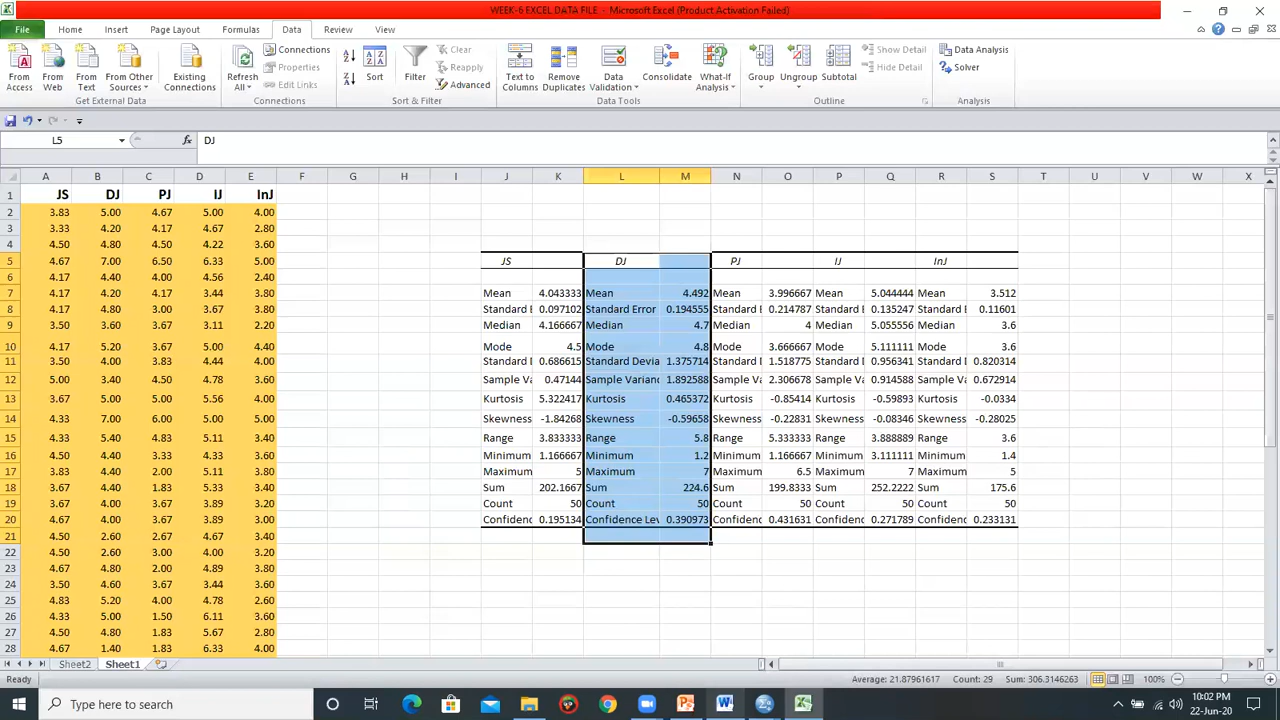 WEEK-6 EXCEL DATA FILE - Microsoft Excel (Product Activation Failed)
File Home Insert Page Layout Formulas Data Review View
From Access From Web From Text From Other Sources Existing Connections Refresh All Connections Properties Edit Links Sort Filter Clear Reapply Advanced Text to Columns Remove Duplicates Data Validation Consolidate What-If Analysis Group Ungroup Subtotal Show Detail Hide Detail Data Analysis Solver
Get External Data Connections Sort & Filter Data Tools Outline Analysis
L5 fx DJ
A B C D E F G H I J K L M N O P Q R S T U V W X
1 JS DJ PJ IJ InJ
2 3.83 5.00 4.67 5.00 4.00
3 3.33 4.20 4.17 4.67 2.80
4 4.50 4.80 4.50 4.22 3.60
5 4.67 7.00 6.50 6.33 5.00 JS DJ PJ IJ InJ
6 4.17 4.40 4.00 4.56 2.40
7 4.17 4.20 4.17 3.44 3.80 Mean 4.043333 Mean 4.492 Mean 3.996667 Mean 5.044444 Mean 3.512
8 4.17 4.80 3.00 3.67 3.80 Standard E 0.097102 Standard Error 0.194555 Standard E 0.214787 Standard E 0.135247 Standard E 0.11601
9 3.50 3.60 3.67 3.11 2.20 Median 4.166667 Median 4.7 Median 4 Median 5.055556 Median 3.6
10 4.17 5.20 3.67 5.00 4.40 Mode 4.5 Mode 4.8 Mode 3.666667 Mode 5.111111 Mode 3.6
11 3.50 4.00 3.83 4.44 4.00 Standard D 0.686615 Standard Devia 1.375714 Standard D 1.518775 Standard D 0.956341 Standard D 0.820314
12 5.00 3.40 4.50 4.78 3.60 Sample Va 0.47144 Sample Varianc 1.892588 Sample Va 2.306678 Sample Va 0.914588 Sample Va 0.672914
13 3.67 5.00 5.00 5.56 4.00 Kurtosis 5.322417 Kurtosis 0.465372 Kurtosis -0.85414 Kurtosis -0.59893 Kurtosis -0.0334
14 4.33 7.00 6.00 5.00 5.00 Skewness -1.84268 Skewness -0.59658 Skewness -0.22831 Skewness -0.08346 Skewness -0.28025
15 4.33 5.40 4.83 5.11 3.40 Range 3.833333 Range 5.8 Range 5.333333 Range 3.888889 Range 3.6
16 4.50 4.40 3.33 4.33 3.60 Minimum 1.166667 Minimum 1.2 Minimum 1.166667 Minimum 3.111111 Minimum 1.4
17 3.83 4.40 2.00 5.11 3.80 Maximum 5 Maximum 7 Maximum 6.5 Maximum 7 Maximum 5
18 3.67 4.40 1.83 5.33 3.40 Sum 202.1667 Sum 224.6 Sum 199.8333 Sum 252.2222 Sum 175.6
19 3.67 4.00 3.67 3.89 3.00 Count 50 Count 50 Count 50 Count 50 Count 50
20 4.67 4.00 3.67 3.89 3.60 Confidenc 0.195134 Confidence Lev 0.390973 Confidenc 0.431631 Confidenc 0.271789 Confidenc 0.233131
21 4.50 2.60 2.67 4.67 3.40
22 4.50 2.60 3.00 4.00 3.20
23 4.67 4.80 2.00 4.89 3.80
24 3.50 4.60 3.67 3.44 3.60
25 4.83 5.20 4.00 4.78 2.60
26 4.33 5.00 1.50 6.11 3.60
27 4.50 4.80 1.83 5.67 2.80
28 4.67 1.40 1.83 6.33 4.00
Sheet2 Sheet1
Ready Average: 21.87961617 Count: 29 Sum: 306.3146263 100%
Type here to search 10:02 PM
22-Jun-20